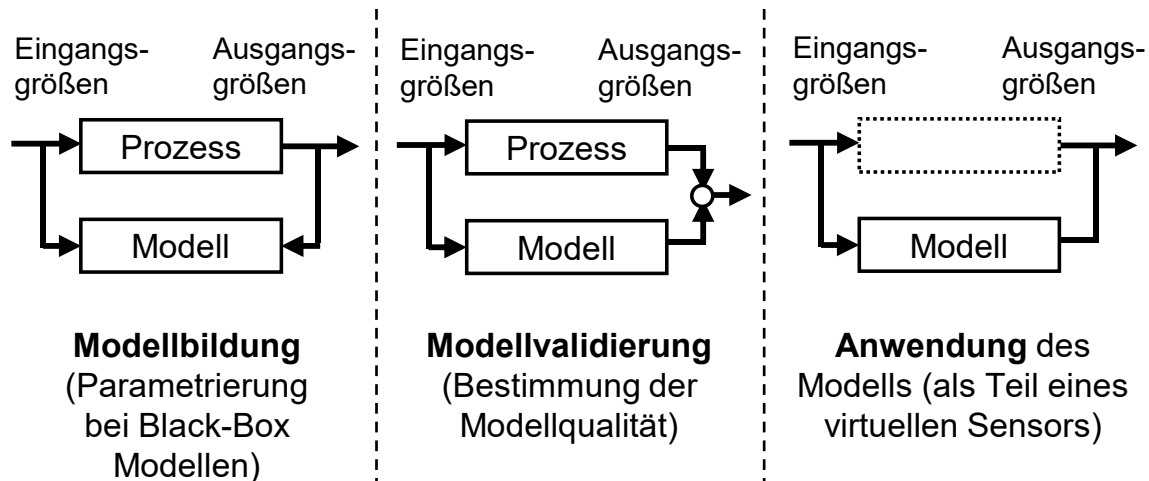 Eingangs-
größen
Ausgangs-
größen
Prozess
Modell
Modellbildung
(Parametrierung
bei Black-Box
Modellen)
Eingangs-
größen
Ausgangs-
größen
Prozess
Modell
Modellvalidierung
(Bestimmung der
Modellqualität)
Eingangs-
größen
Ausgangs-
größen
Modell
Anwendung des
Modells (als Teil eines
virtuellen Sensors)